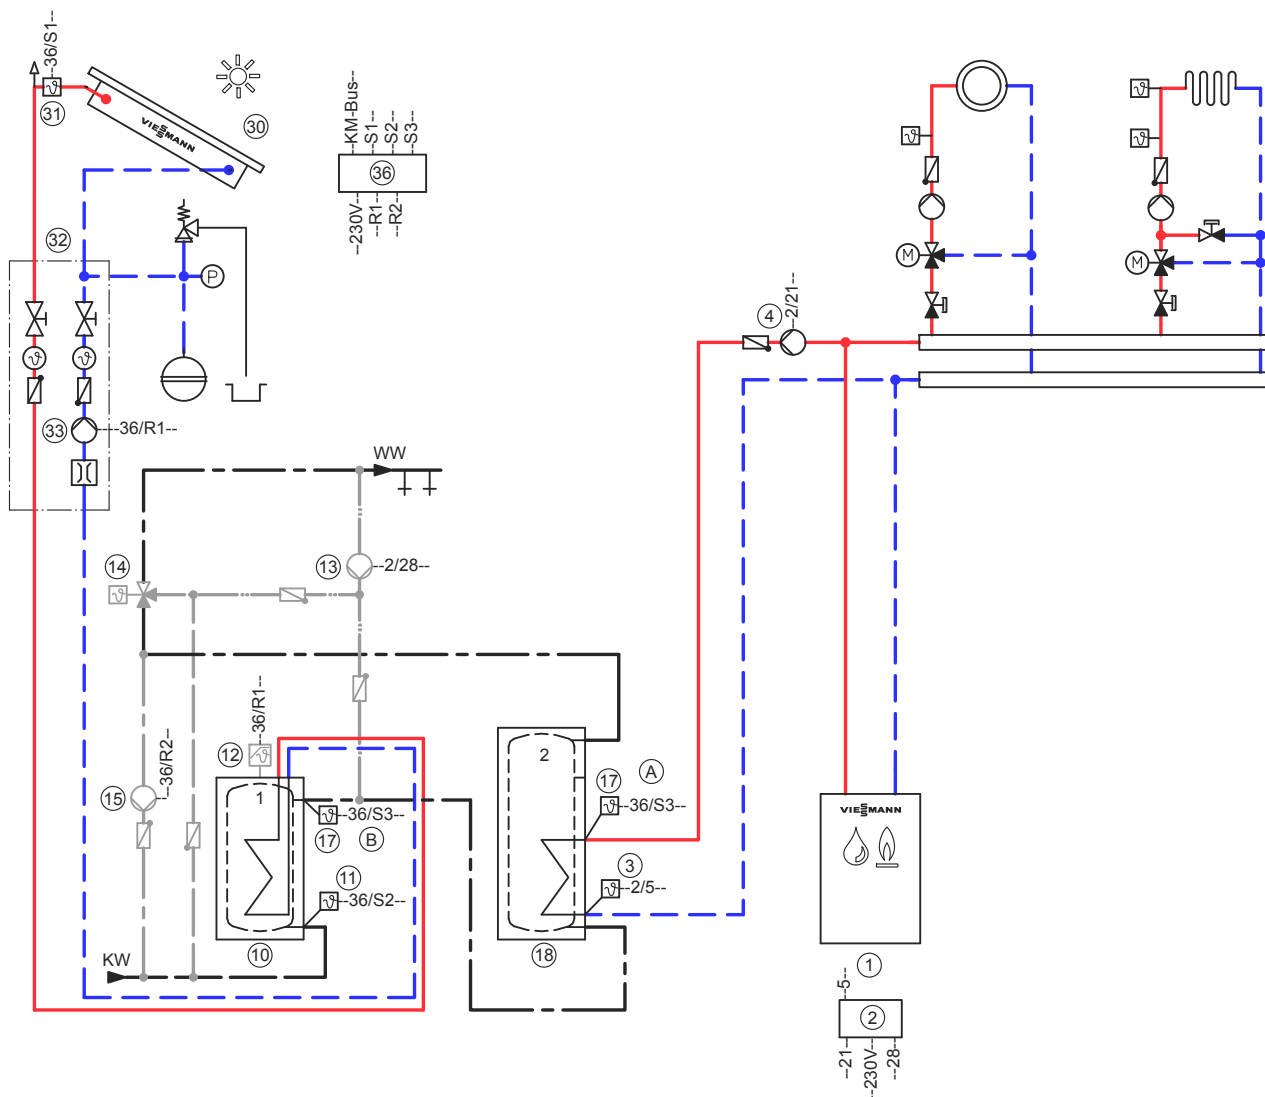 --36/S1--
31
30
VIESSMANN
KM-Bus--
S1--
S2--
S3--
36
--230V--
--R1--
--R2--
32
P
33
----36/R1--
WW
14
13
--2/28--
12
--36/R1--
--36/R2--
15
1
17
--36/S3--
B
11
--36/S2--
10
KW
2
17
A
--36/S3--
3
--2/5--
18
4
--2/21--
M
M
VIESSMANN
1
--5--
2
--21--
--230V--
--28--